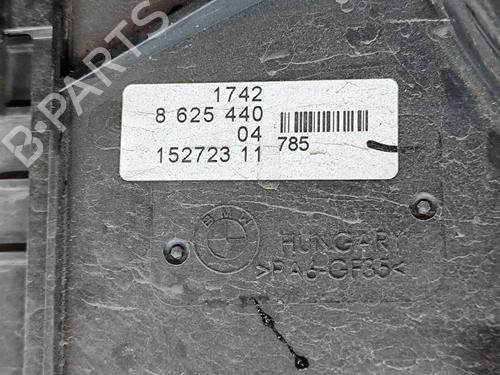 1742
8 625 440
04
152723 11 785
BMW
HUNGARY
>PA6-GF35<
B-PARTS